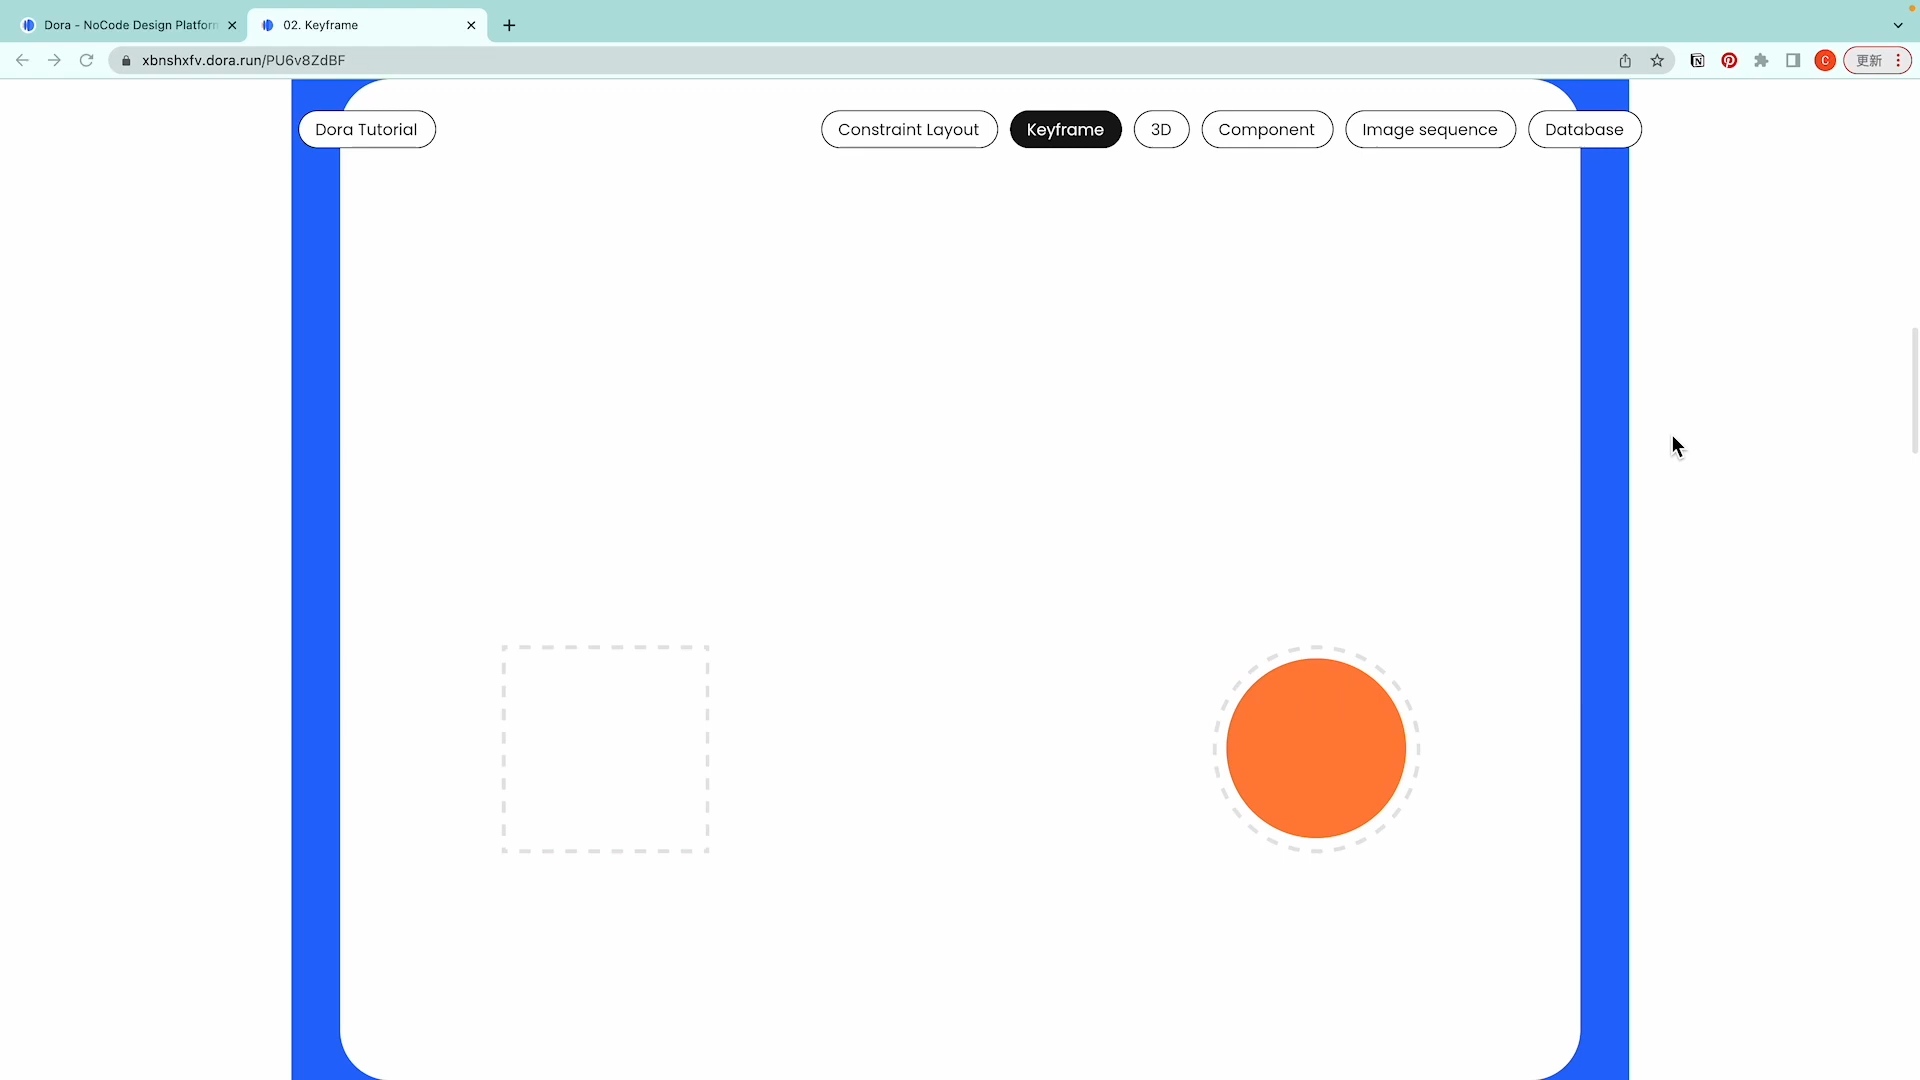 Dora - NoCode Design Platform
02. Keyframe
xbnshxfv.dora.run/PU6v8ZdBF
C
更新
Dora Tutorial
Constraint Layout
Keyframe
3D
Component
Image sequence
Database